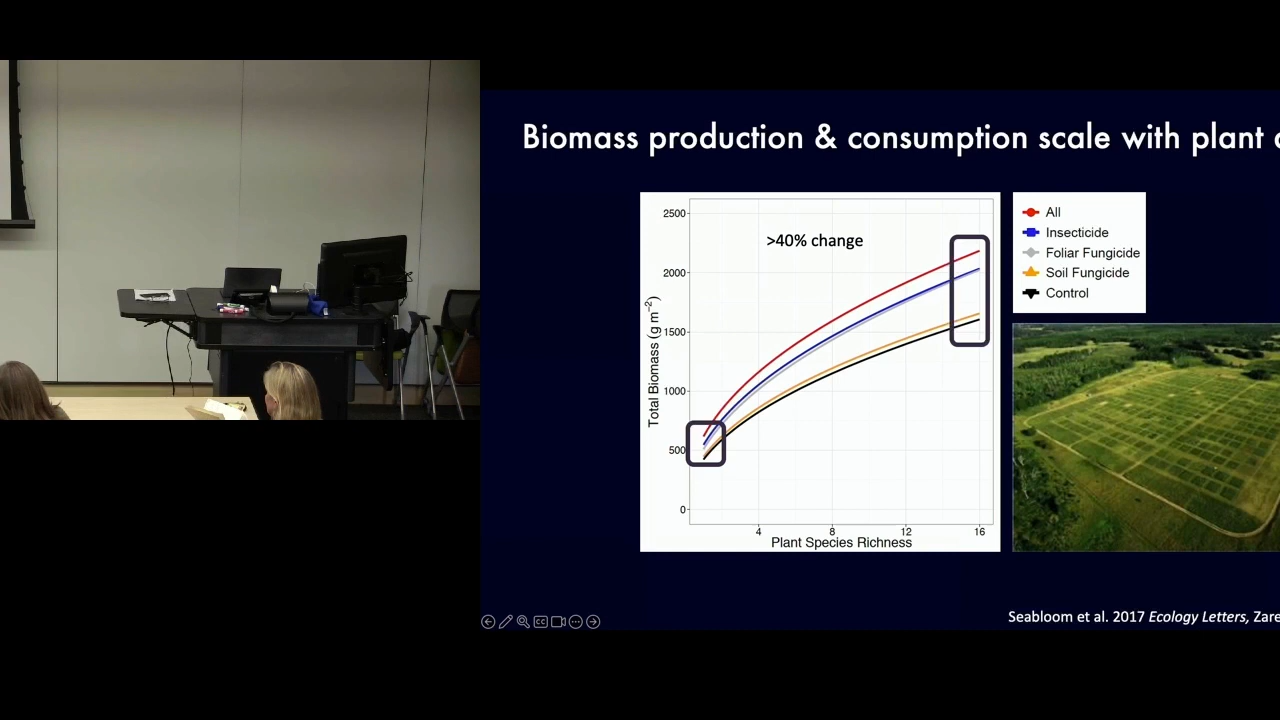 Biomass production & consumption scale with plant
>40% change
2500
2000
1500
1000
500
0
Total Biomass (g m⁻²)
4 8 12 16
Plant Species Richness
All
Insecticide
Foliar Fungicide
Soil Fungicide
Control
Seabloom et al. 2017 Ecology Letters, Zare
CC